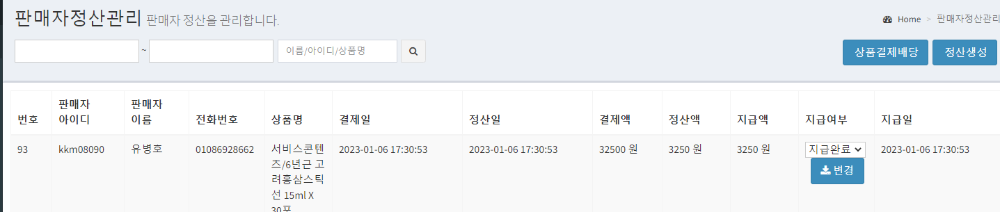 판매자정산관리 판매자 정산을 관리합니다.
Home > 판매자정산관리
~ 이름/아이디/상품명
상품결제배당 정산생성
번호 판매자 아이디 판매자 이름 전화번호 상품명 결제일 정산일 결제액 정산액 지급액 지급여부 지급일
93 kkm08090 유병호 01086928662 서비스콘텐 2023-01-06 17:30:53 2023-01-06 17:30:53 32500 원 3250 원 3250 원 지급완료 2023-01-06 17:30:53
츠/6년근 고 변경
려홍삼스틱
선 15ml X
30포